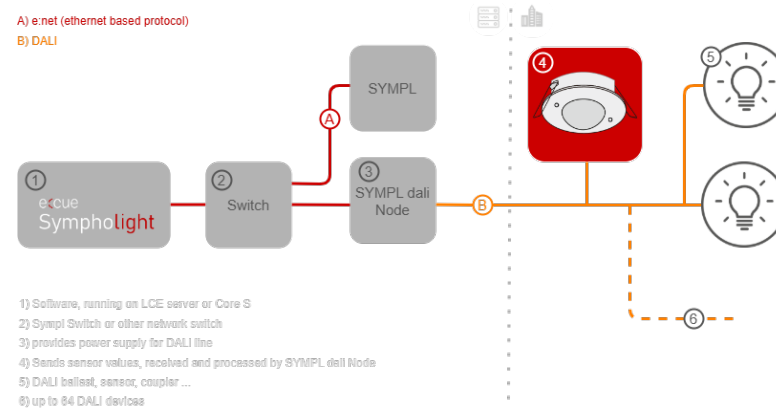 A) e:net (ethernet based protocol)
B) DALI
4
5
SYMPL
A
1
e:cue
Sympholight
2
Switch
3
SYMPL dali
Node
B
6
1) Software, running on LCE server or Core S
2) Sympl Switch or other network switch
3) provides power supply for DALI line
4) Sends sensor values, received and processed by SYMPL dali Node
5) DALI ballast, sensor, coupler ...
6) up to 64 DALI devices